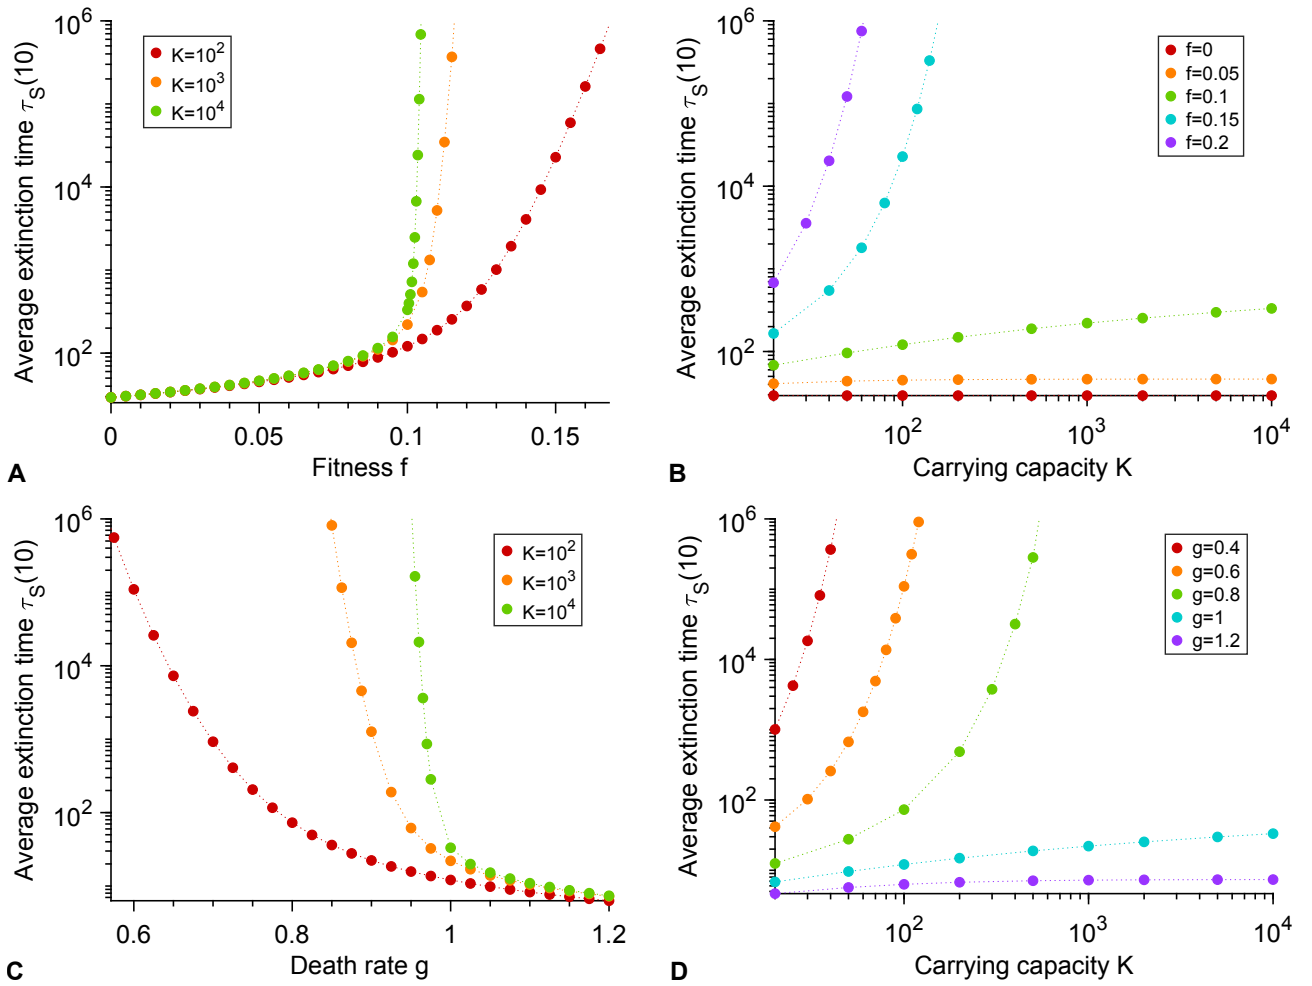 Average extinction time τS(10)
10^6
10^4
10^2
K=10^2
K=10^3
K=10^4
0 0.05 0.1 0.15
Fitness f
A
Average extinction time τS(10)
10^6
10^4
10^2
f=0
f=0.05
f=0.1
f=0.15
f=0.2
10^2 10^3 10^4
Carrying capacity K
B
Average extinction time τS(10)
10^6
10^4
10^2
K=10^2
K=10^3
K=10^4
0.6 0.8 1 1.2
Death rate g
C
Average extinction time τS(10)
10^6
10^4
10^2
g=0.4
g=0.6
g=0.8
g=1
g=1.2
10^2 10^3 10^4
Carrying capacity K
D